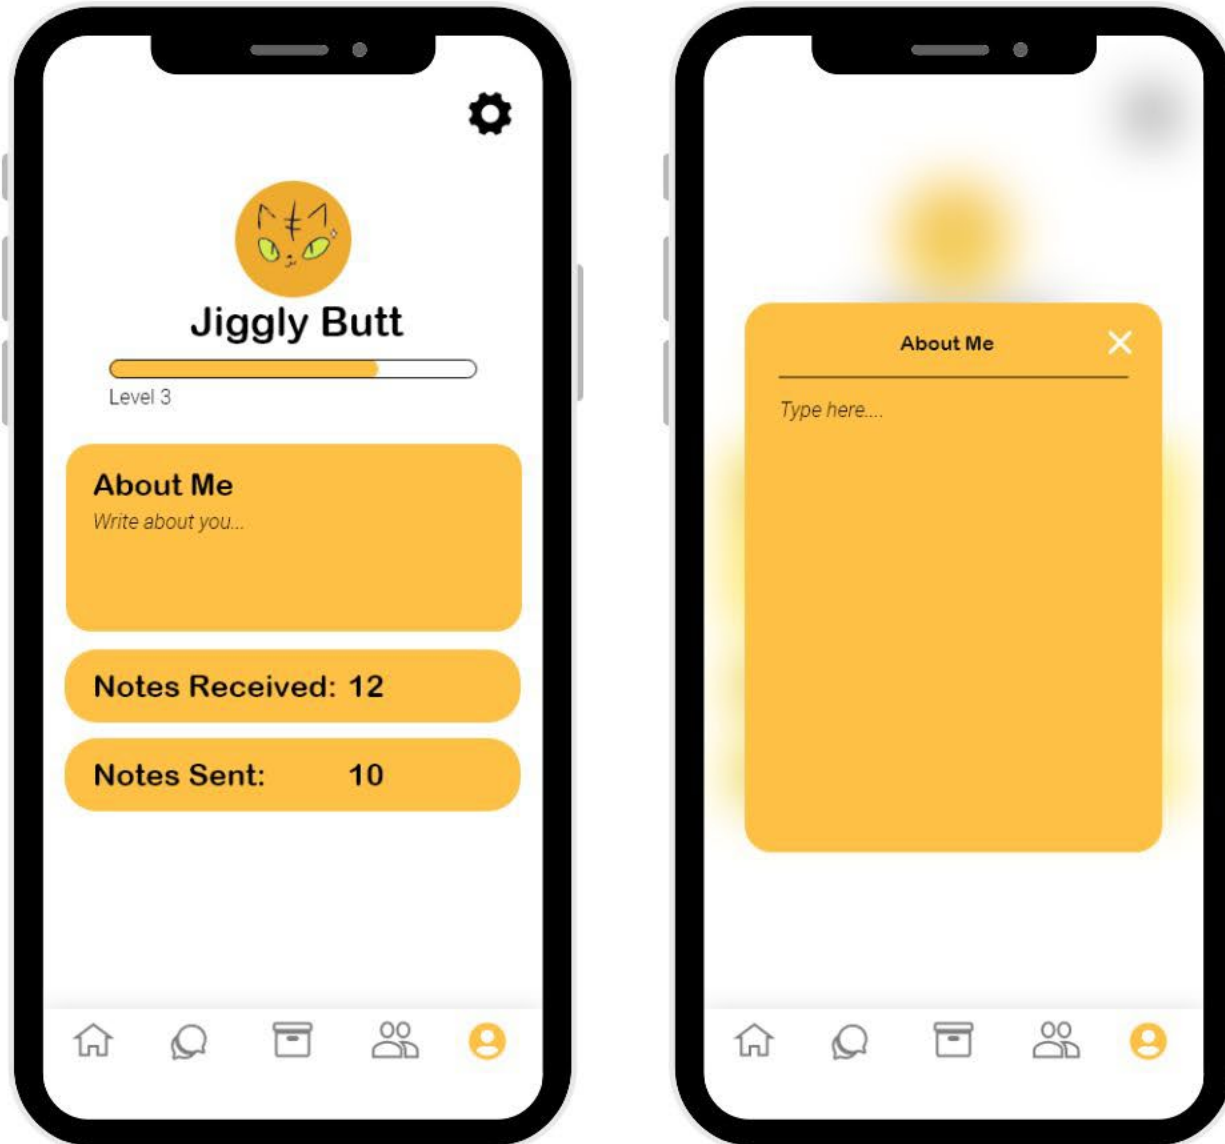 Jiggly Butt
Level 3
About Me
Write about you...
Notes Received: 12
Notes Sent: 10
About Me
Type here....